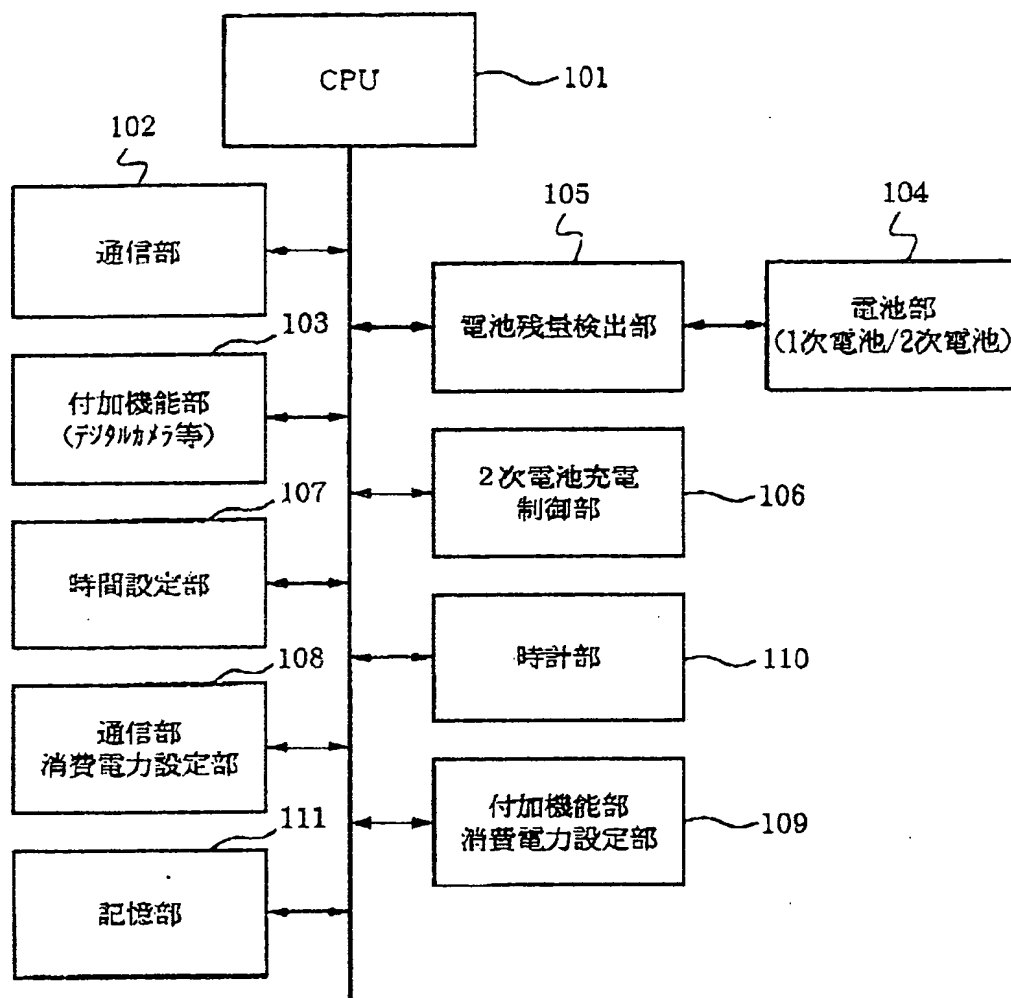 CPU
101
102
通信部
105
104
電池残量検出部
電池部
(1次電池/2次電池)
103
付加機能部
(デジタルカメラ等)
2次電池充電
制御部
106
107
時間設定部
時計部
110
108
通信部
消費電力設定部
付加機能部
消費電力設定部
109
111
記憶部